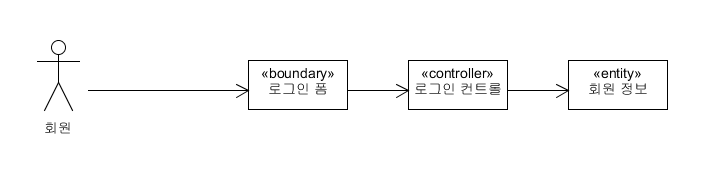 회원
«boundary»
로그인 폼
«controller»
로그인 컨트롤
«entity»
회원 정보